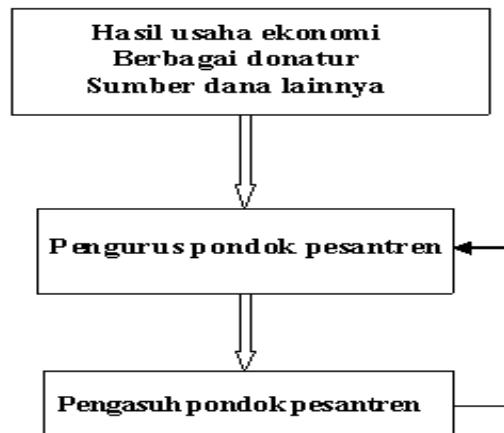 Hasil usaha ekonomi
Berbagai donatur
Sumber dana lainnya
Pengurus pondok pesantren
Pengasuh pondok pesantren